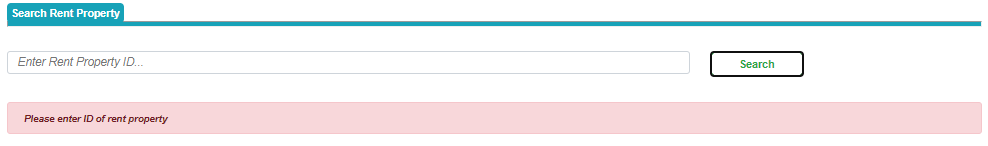 Search Rent Property
Enter Rent Property ID...
Search
Please enter ID of rent property